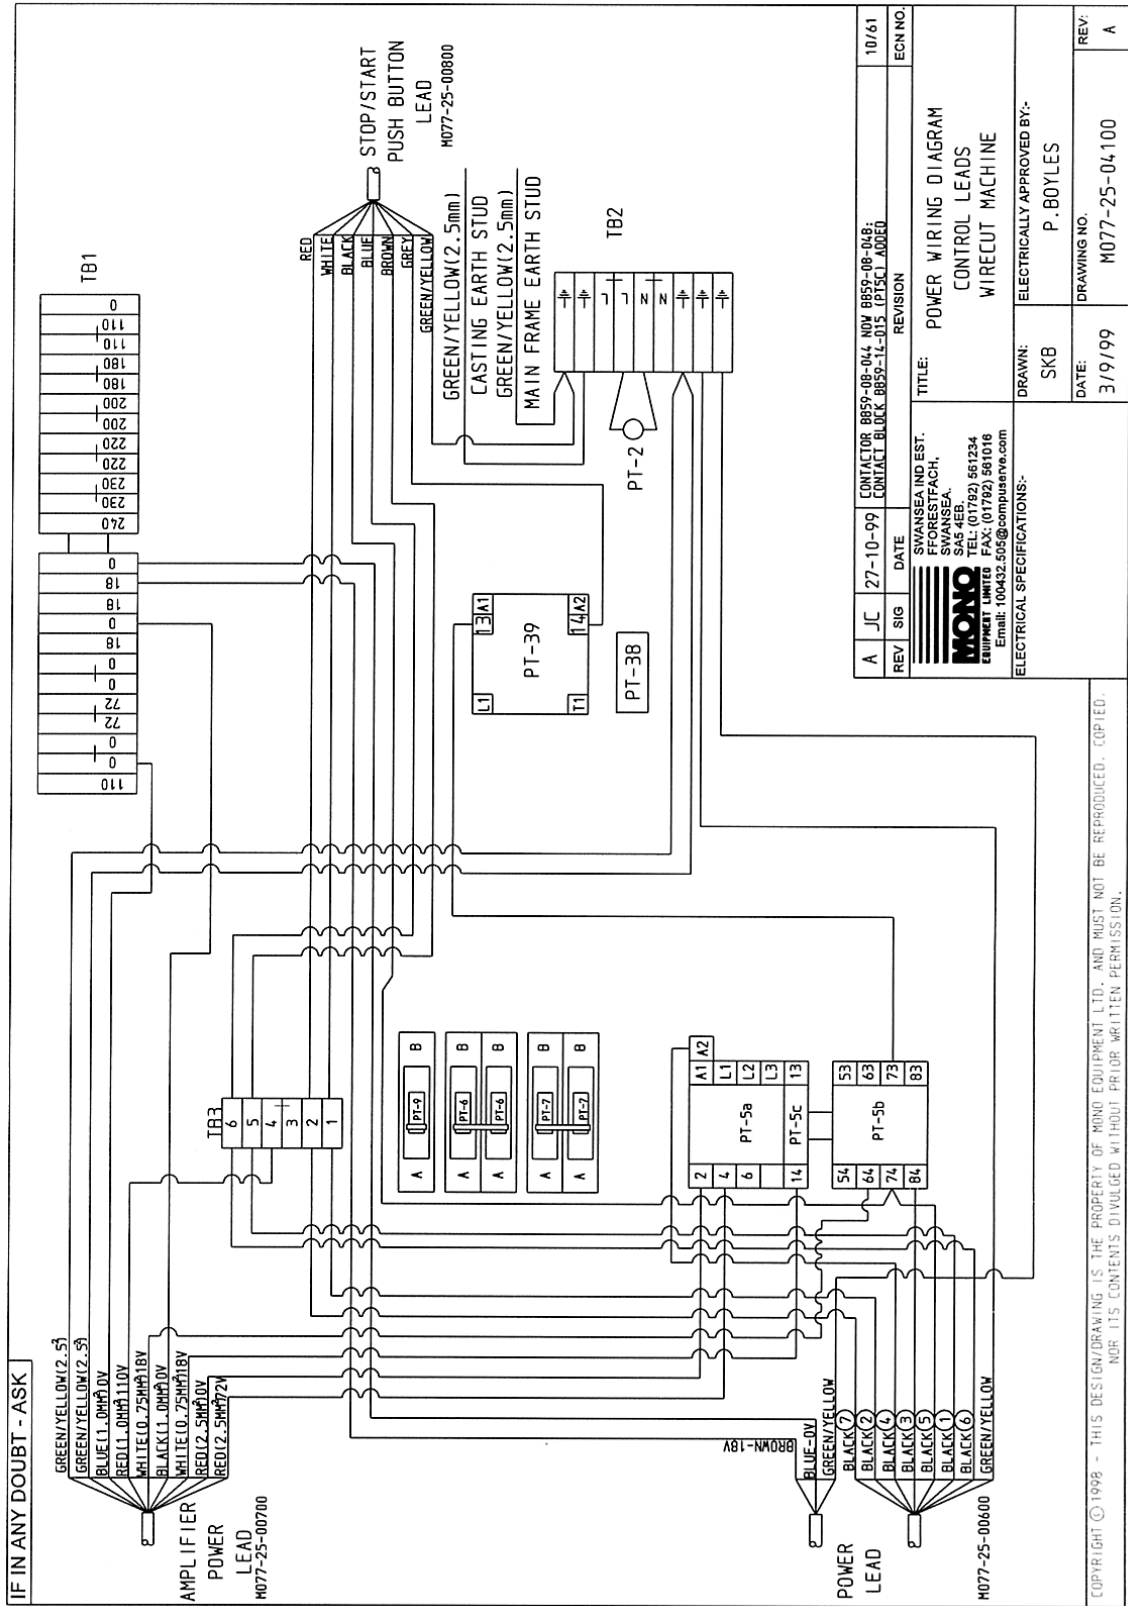 IF IN ANY DOUBT - ASK
GREEN/YELLOW(2.5²)
GREEN/YELLOW(2.5²)
BLUE(1.0MM²)0V
RED(1.0MM²)110V
WHITE(0.75MM²)18V
BLACK(1.0MM²)0V
WHITE(0.75MM²)18V
RED(2.5MM²)0V
RED(2.5MM²)72V
AMPLIFIER
POWER
LEAD
M077-25-00700
TB1
110
0
0
72
72
0
0
18
0
18
18
0
240
230
230
220
220
200
200
180
180
110
110
0
RED
WHITE
BLACK
BLUE
BROWN
GREY
GREEN/YELLOW
STOP/START
PUSH BUTTON
LEAD
M077-25-00800
GREEN/YELLOW(2.5mm)
CASTING EARTH STUD
GREEN/YELLOW(2.5mm)
MAIN FRAME EARTH STUD
TB3
6
5
4
3
2
1
A
PT-9
B
A
PT-6
B
A
PT-6
B
A
PT-7
B
A
PT-7
B
L1
13
A1
PT-39
T1
14
A2
PT-38
TB2
L
L
N
N
PT-2
A2
2
A1
4
L1
6
L2
L3
PT-5a
14
PT-5c
13
54
53
64
63
74
73
84
83
PT-5b
BROWN-18V
BLUE-0V
GREEN/YELLOW
BLACK(7)
BLACK(2)
BLACK(4)
BLACK(3)
BLACK(5)
BLACK(1)
BLACK(6)
GREEN/YELLOW
POWER
LEAD
M077-25-00600
A
JC
27-10-99
CONTACTOR B859-08-044 NOW B859-08-048:
CONTACT BLOCK B859-14-015 (PT5C) ADDED
10/61
REV
SIG
DATE
REVISION
ECN NO.
MONO
EQUIPMENT LIMITED
SWANSEA IND EST.
FFORESTFACH,
SWANSEA.
SA5 4EB.
TEL: (01792) 561234
FAX: (01792) 561016
Email: 100432.505@compuserve.com
TITLE:
POWER WIRING DIAGRAM
CONTROL LEADS
WIRECUT MACHINE
ELECTRICAL SPECIFICATIONS:-
DRAWN:
SKB
ELECTRICALLY APPROVED BY:-
P.BOYLES
DATE:
3/9/99
DRAWING NO.
M077-25-04100
REV:
A
COPYRIGHT © 1998 - THIS DESIGN/DRAWING IS THE PROPERTY OF MONO EQUIPMENT LTD. AND MUST NOT BE REPRODUCED. COPIED.
NOR ITS CONTENTS DIVULGED WITHOUT PRIOR WRITTEN PERMISSION.